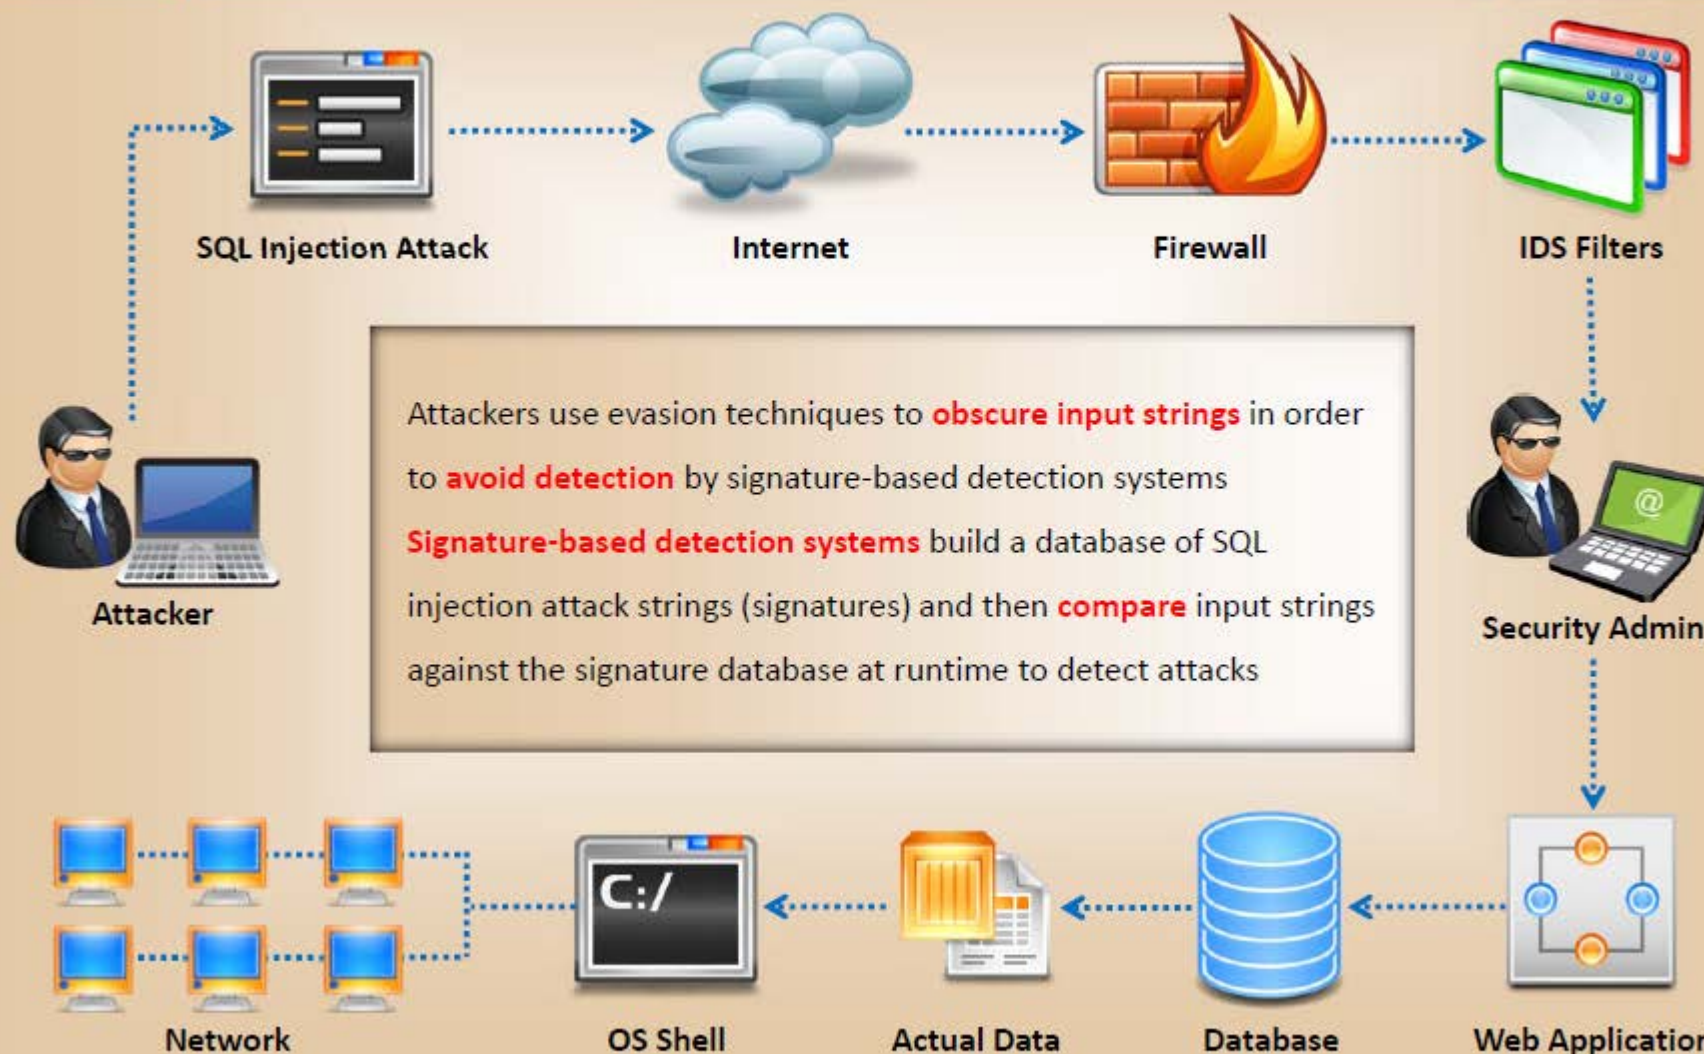 SQL Injection Attack
Internet
Firewall
IDS Filters
Attackers use evasion techniques to obscure input strings in order
to avoid detection by signature-based detection systems
Signature-based detection systems build a database of SQL
injection attack strings (signatures) and then compare input strings
against the signature database at runtime to detect attacks
@
Attacker
Security Admin
C:/
Network
OS Shell
Actual Data
Database
Web Application